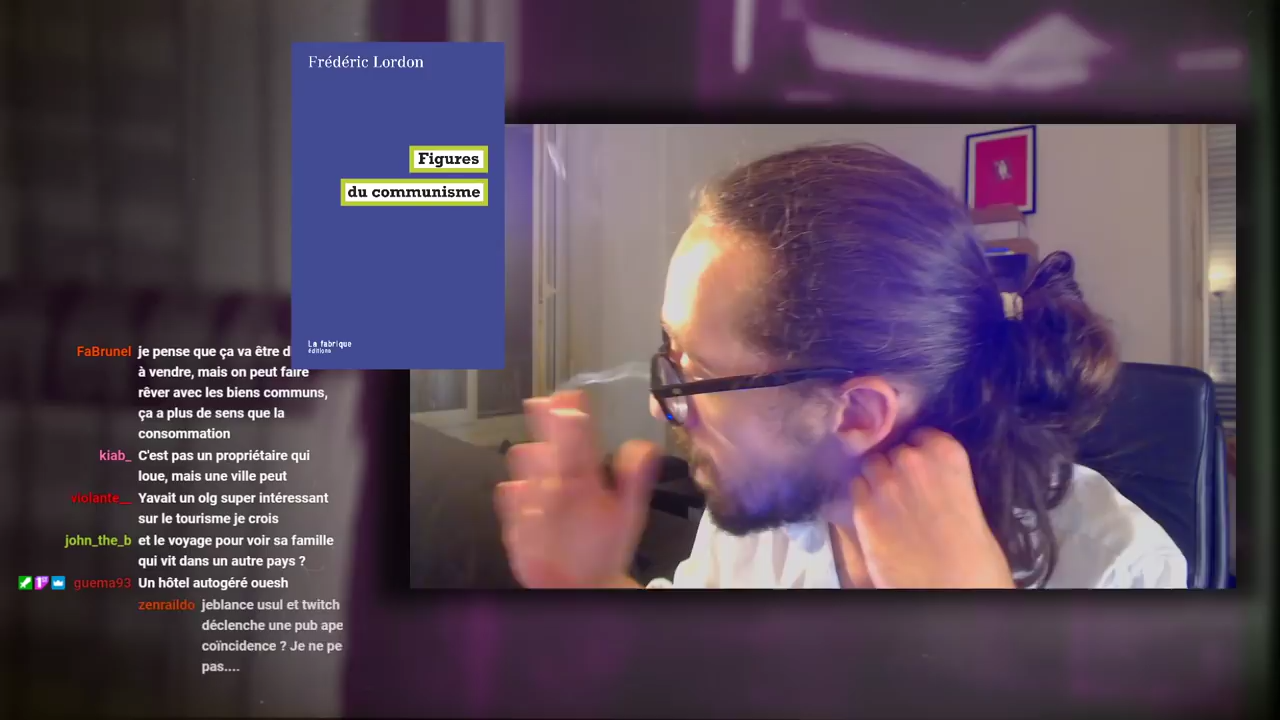 Frédéric Lordon
Figures
du communisme
La fabrique
éditions
FaBrunel je pense que ça va être d
à vendre, mais on peut faire
rêver avec les biens communs,
ça a plus de sens que la
consommation
kiab_ C'est pas un propriétaire qui
loue, mais une ville peut
violante__ Yavait un olg super intéressant
sur le tourisme je crois
john_the_b et le voyage pour voir sa famille
qui vit dans un autre pays ?
guema93 Un hôtel autogéré ouesh
zenraildo jeblance usul et twitch
déclenche une pub ape
coïncidence ? Je ne pe
pas....